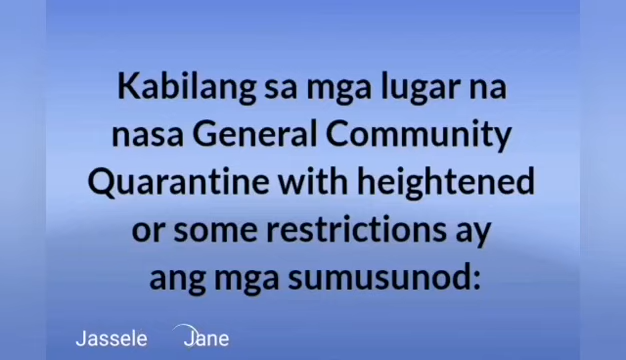 Kabilang sa mga lugar na
nasa General Community
Quarantine with heightened
or some restrictions ay
ang mga sumusunod:
Jassele Jane